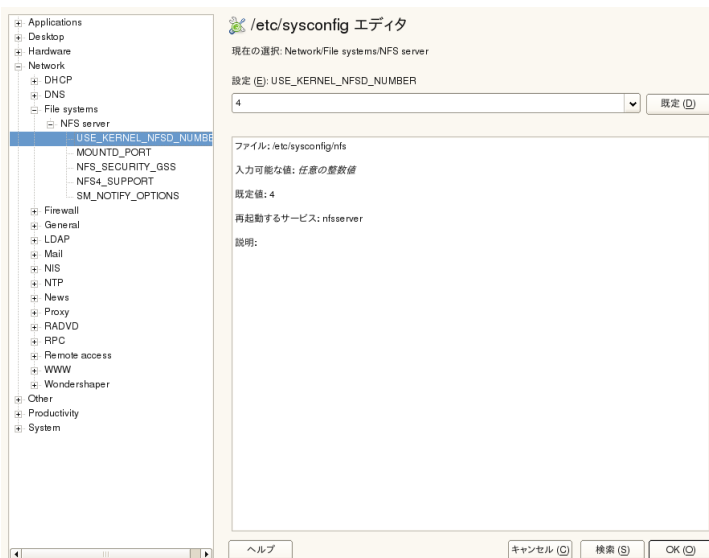 Applications
Desktop
Hardware
Network
DHCP
DNS
File systems
NFS server
USE_KERNEL_NFSD_NUMBE
MOUNTD_PORT
NFS_SECURITY_GSS
NFS4_SUPPORT
SM_NOTIFY_OPTIONS
Firewall
General
LDAP
Mail
NIS
NTP
News
Proxy
RADVD
RPC
Remote access
WWW
Wondershaper
Other
Productivity
System
/etc/sysconfig エディタ
現在の選択: Network/File systems/NFS server
設定 (E): USE_KERNEL_NFSD_NUMBER
4
既定 (D)
ファイル: /etc/sysconfig/nfs
入力可能な値: 任意の整数値
既定値: 4
再起動するサービス: nfsserver
説明:
ヘルプ
キャンセル (C)
検索 (S)
OK (O)